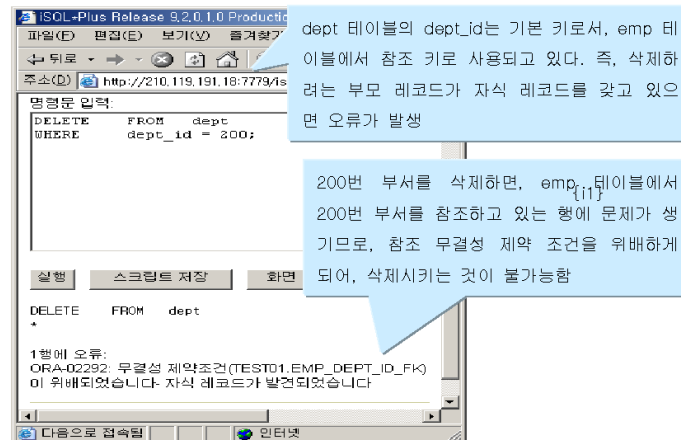 iSQL*Plus Release 9.2.0.1.0 Productio
파일(F) 편집(E) 보기(V) 즐겨찾기
뒤로
주소(D) http://210.119.191.18:7779/is
명령문 입력:
DELETE FROM dept
WHERE dept_id = 200;
dept 테이블의 dept_id는 기본 키로서, emp 테
이블에서 참조 키로 사용되고 있다. 즉, 삭제하
려는 부모 레코드가 자식 레코드를 갖고 있으
면 오류가 발생
200번 부서를 삭제하면, emp 테이블에서
{i1}
200번 부서를 참조하고 있는 행에 문제가 생
기므로, 참조 무결성 제약 조건을 위배하게
되어, 삭제시키는 것이 불가능함
실행 스크립트 저장 화면
DELETE FROM dept
*
1행에 오류:
ORA-02292: 무결성 제약조건(TEST01.EMP_DEPT_ID_FK)
이 위배되었습니다- 자식 레코드가 발견되었습니다
다음으로 접속됨 인터넷